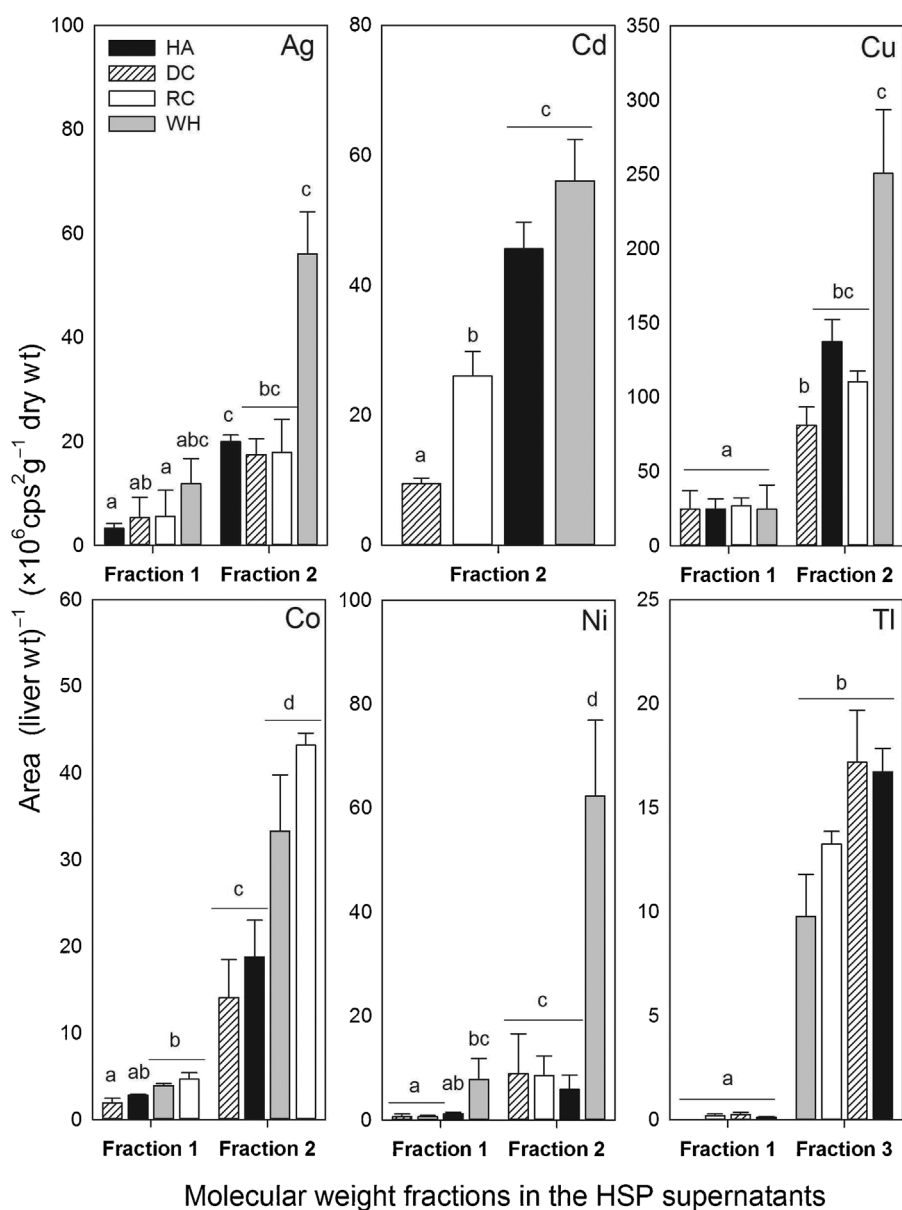 Area (liver wt)⁻¹ (×10⁶cps²g⁻¹ dry wt)
Ag
HA
DC
RC
WH
100
80
60
40
20
0
a
ab
a
abc
c
bc
c
Fraction 1
Fraction 2
Cd
80
60
40
20
0
a
b
c
Fraction 2
Cu
350
300
250
200
150
100
50
0
a
b
bc
c
Fraction 1
Fraction 2
Co
60
50
40
30
20
10
0
a
ab
b
c
d
Fraction 1
Fraction 2
Ni
100
80
60
40
20
0
a
ab
bc
c
d
Fraction 1
Fraction 2
Tl
25
20
15
10
5
0
a
b
Fraction 1
Fraction 3
Molecular weight fractions in the HSP supernatants